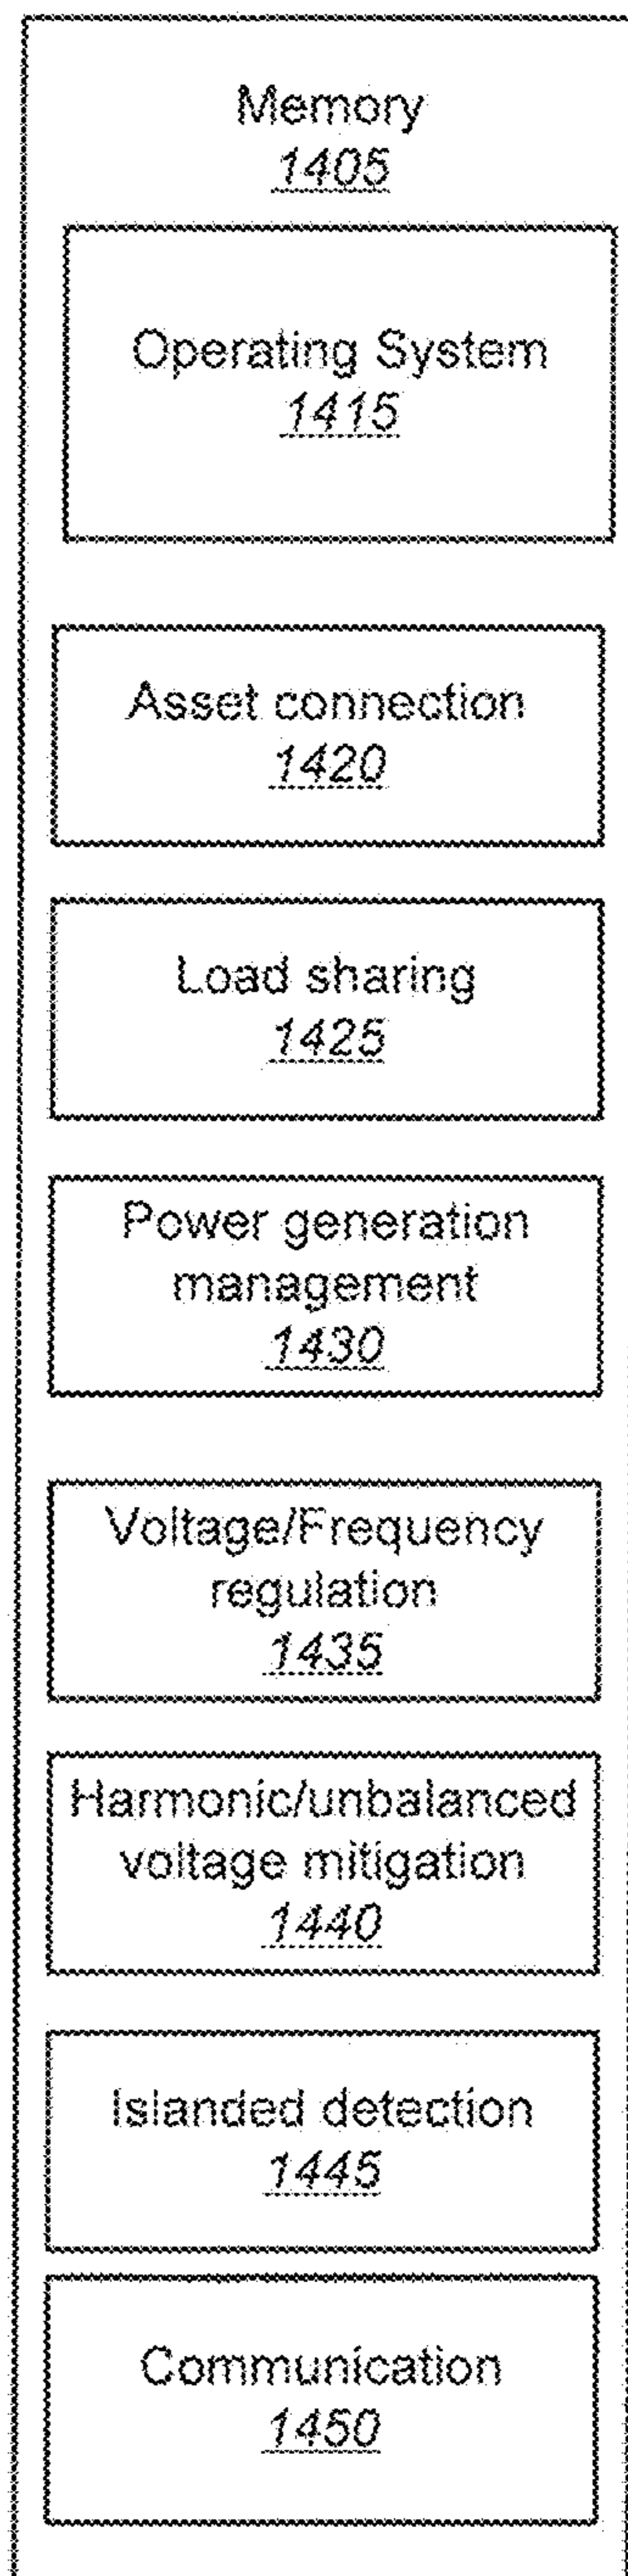 Memory
1405
Operating System
1415
Asset connection
1420
Load sharing
1425
Power generation
management
1430
Voltage/Frequency
regulation
1435
Harmonic/unbalanced
voltage mitigation
1440
Islanded detection
1445
Communication
1450